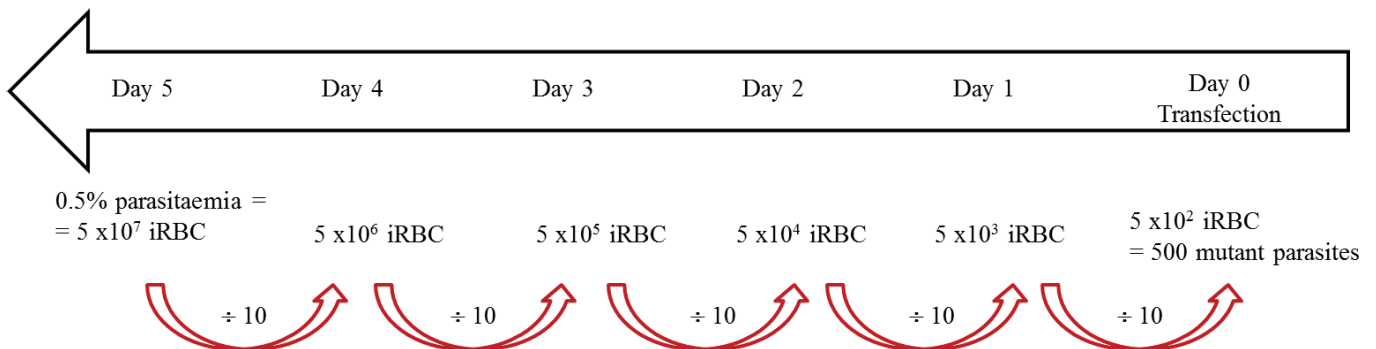 Day 5 Day 4 Day 3 Day 2 Day 1 Day 0
Transfection
0.5% parasitaemia =
= 5 x10⁷ iRBC
5 x10⁶ iRBC
5 x10⁵ iRBC
5 x10⁴ iRBC
5 x10³ iRBC
5 x10² iRBC
= 500 mutant parasites
÷ 10 ÷ 10 ÷ 10 ÷ 10 ÷ 10